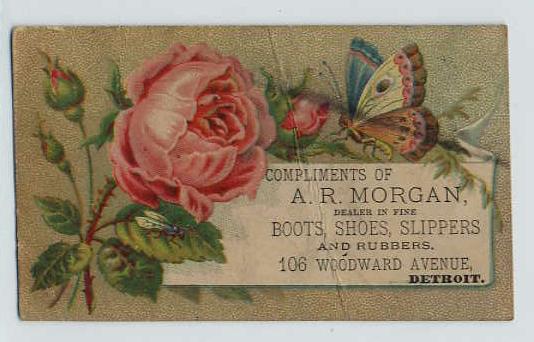 COMPLIMENTS OF
A. R. MORGAN,
DEALER IN FINE
BOOTS, SHOES, SLIPPERS
AND RUBBERS.
106 WOODWARD AVENUE,
DETROIT.